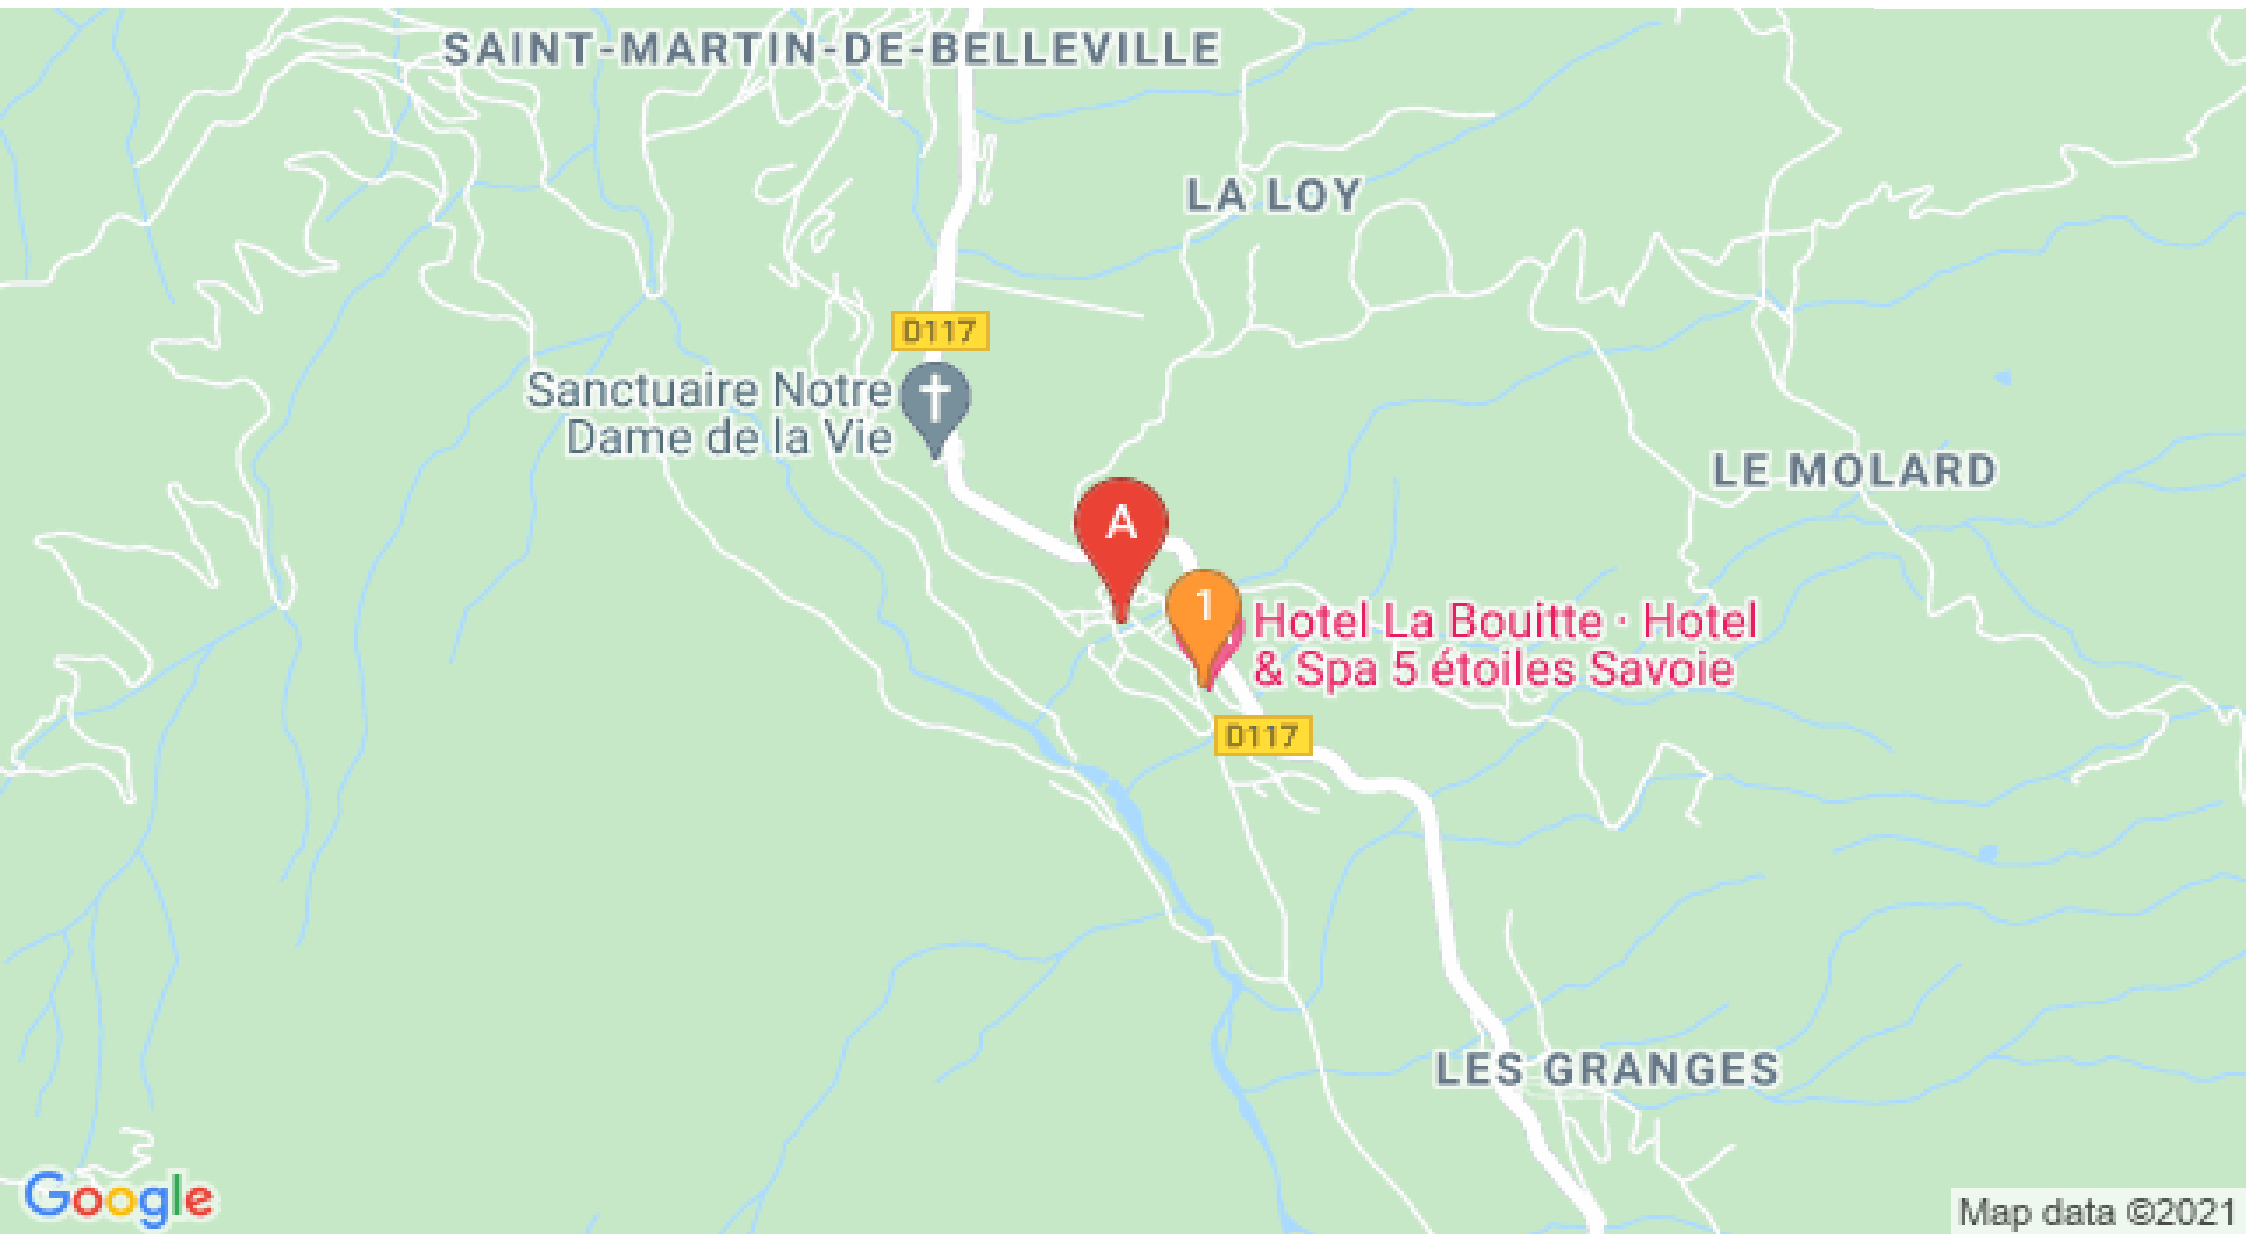 SAINT-MARTIN-DE-BELLEVILLE
LA LOY
D117
Sanctuaire Notre
Dame de la Vie
LE MOLARD
A
1
Hotel La Bouitte · Hotel
& Spa 5 étoiles Savoie
D117
LES GRANGES
Google
Map data ©2021